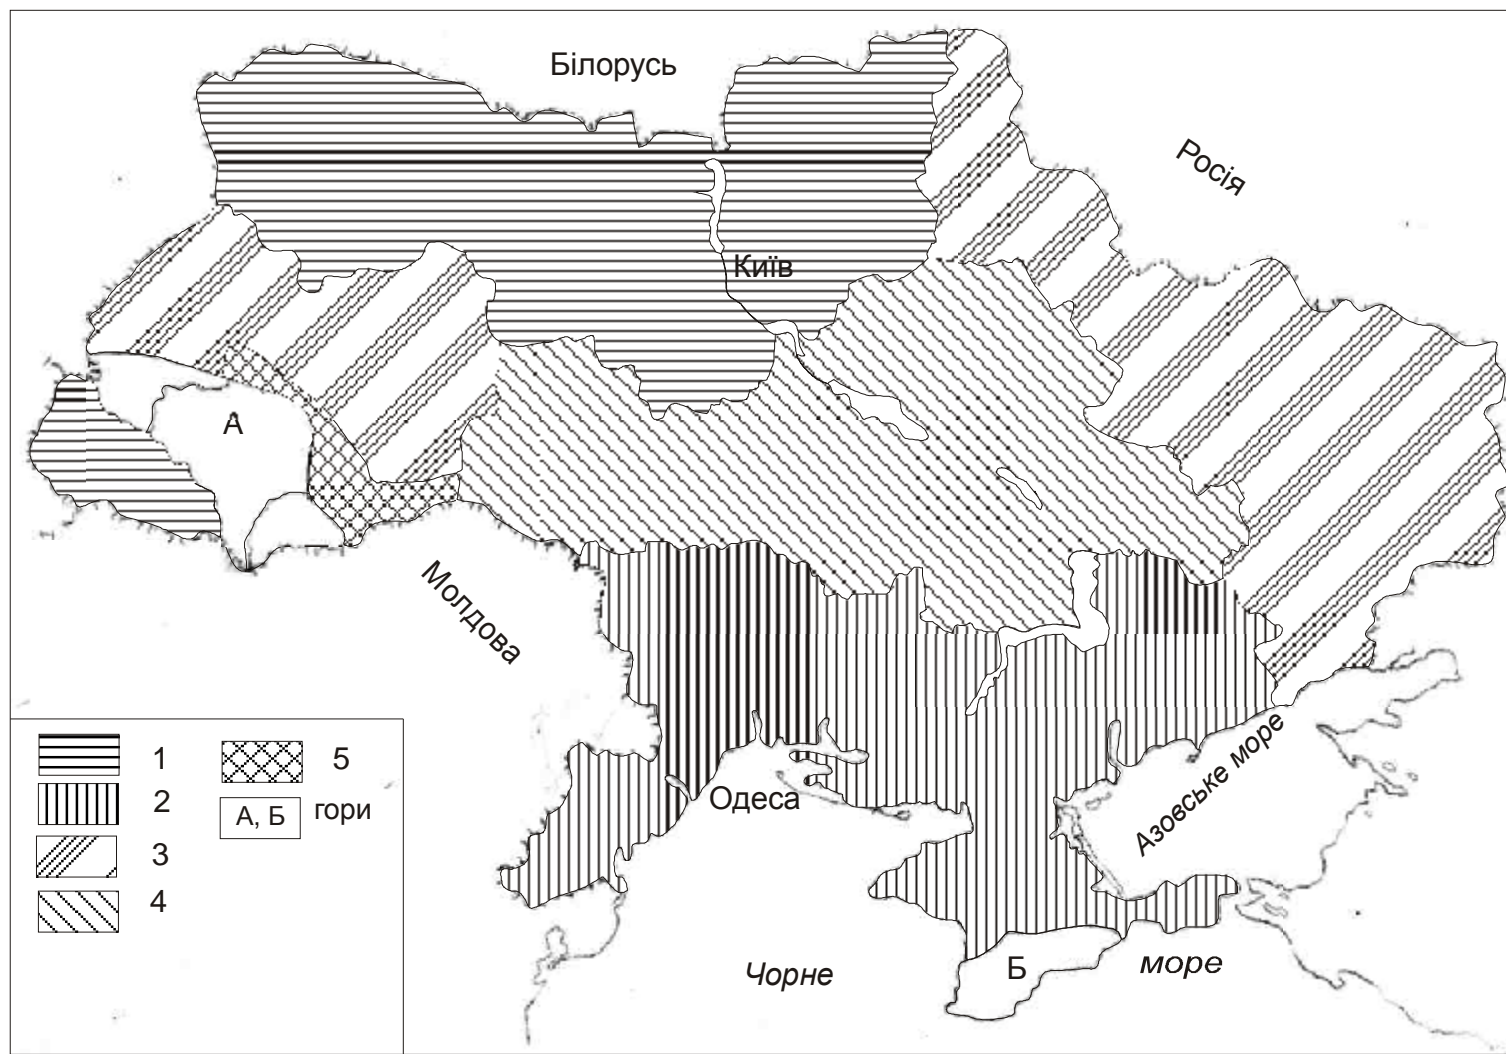 Білорусь
Росія
Київ
А
Молдова
Одеса
Азовське море
Чорне
море
Б
1
2
3
4
5
А, Б
гори